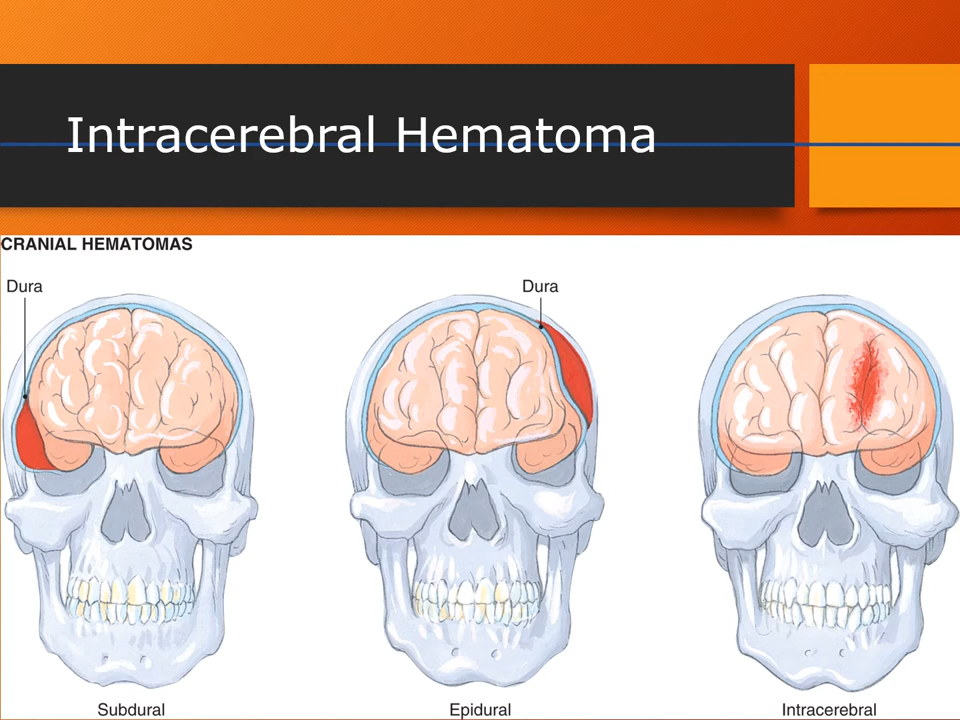 Intracerebral Hematoma
CRANIAL HEMATOMAS
Dura
Dura
Subdural
Epidural
Intracerebral